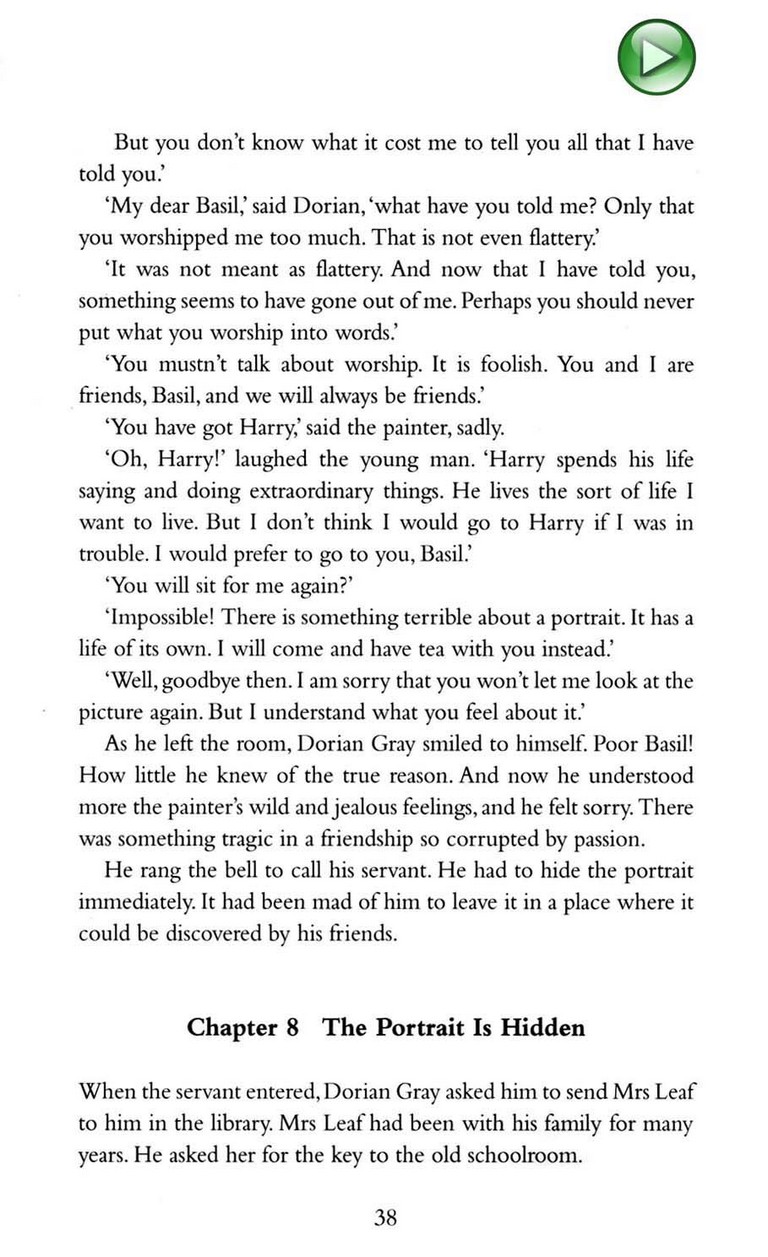 But you don't know what it cost me to tell you all that I have
told you.'
'My dear Basil,' said Dorian, 'what have you told me? Only that
you worshipped me too much. That is not even flattery.'
'It was not meant as flattery. And now that I have told you,
something seems to have gone out of me. Perhaps you should never
put what you worship into words.'
'You mustn't talk about worship. It is foolish. You and I are
friends, Basil, and we will always be friends.'
'You have got Harry,' said the painter, sadly.
'Oh, Harry!' laughed the young man. 'Harry spends his life
saying and doing extraordinary things. He lives the sort of life I
want to live. But I don't think I would go to Harry if I was in
trouble. I would prefer to go to you, Basil.'
'You will sit for me again?'
'Impossible! There is something terrible about a portrait. It has a
life of its own. I will come and have tea with you instead.'
'Well, goodbye then. I am sorry that you won't let me look at the
picture again. But I understand what you feel about it.'
As he left the room, Dorian Gray smiled to himself. Poor Basil!
How little he knew of the true reason. And now he understood
more the painter's wild and jealous feelings, and he felt sorry. There
was something tragic in a friendship so corrupted by passion.
He rang the bell to call his servant. He had to hide the portrait
immediately. It had been mad of him to leave it in a place where it
could be discovered by his friends.
Chapter 8 The Portrait Is Hidden
When the servant entered, Dorian Gray asked him to send Mrs Leaf
to him in the library. Mrs Leaf had been with his family for many
years. He asked her for the key to the old schoolroom.
38